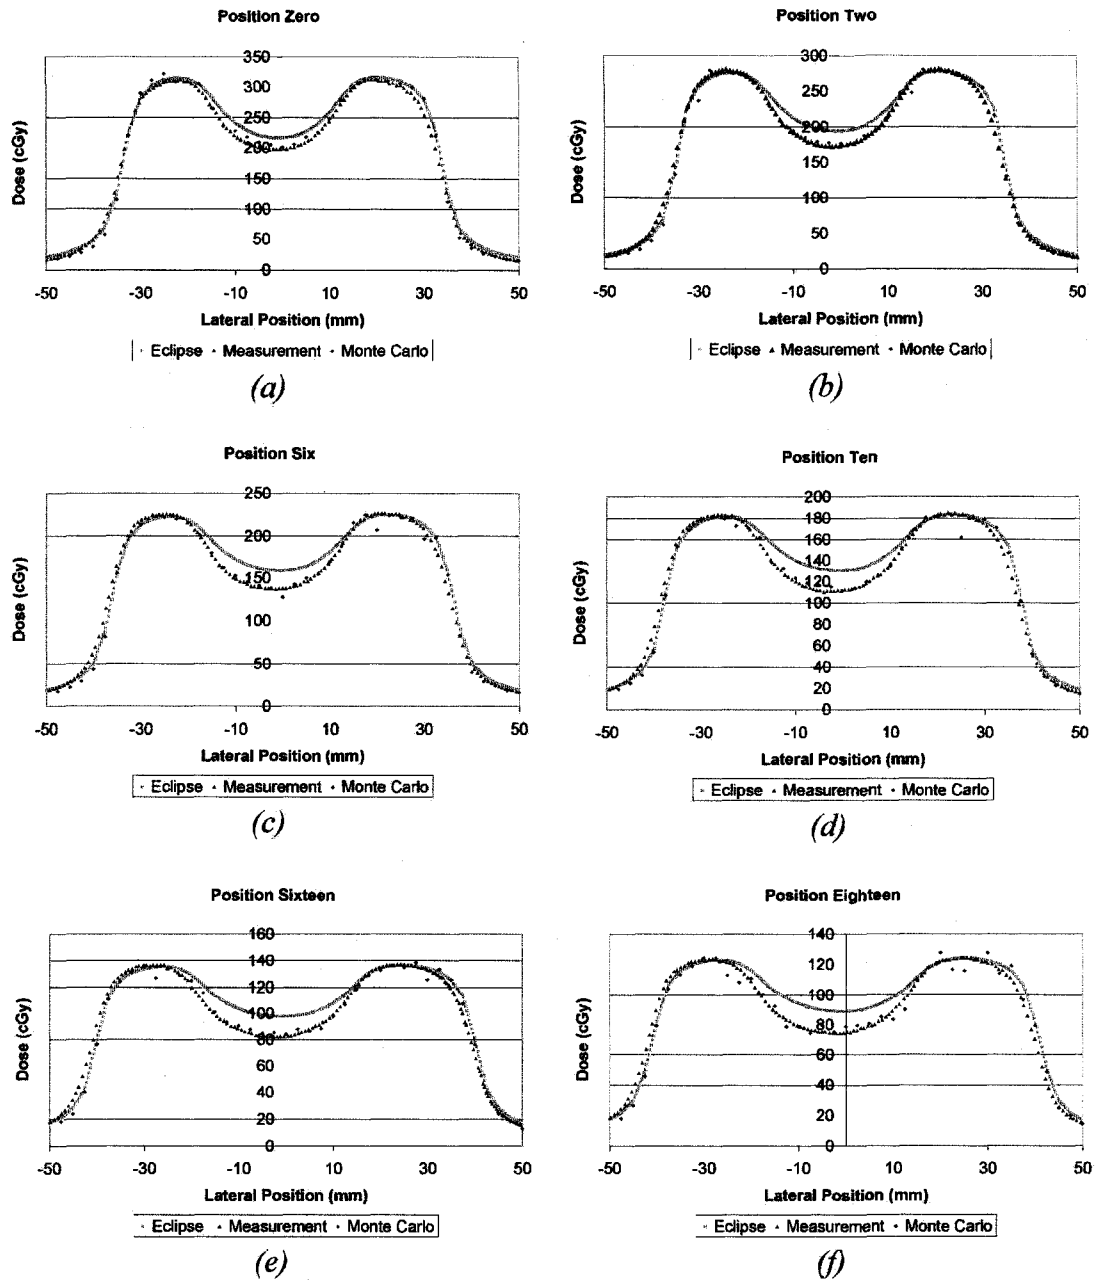 Position Zero
Dose (cGy)
350
300
250
200
150
100
50
0
-50 -30 -10 10 30 50
Lateral Position (mm)
Eclipse Measurement Monte Carlo
(a)
Position Two
Dose (cGy)
300
250
200
150
100
50
0
-50 -30 -10 10 30 50
Lateral Position (mm)
Eclipse Measurement Monte Carlo
(b)
Position Six
Dose (cGy)
250
200
150
100
50
0
-50 -30 -10 10 30 50
Lateral Position (mm)
Eclipse Measurement Monte Carlo
(c)
Position Ten
Dose (cGy)
200
180
160
140
120
100
80
60
40
20
0
-50 -30 -10 10 30 50
Lateral Position (mm)
Eclipse Measurement Monte Carlo
(d)
Position Sixteen
Dose (cGy)
160
140
120
100
80
60
40
20
0
-50 -30 -10 10 30 50
Lateral Position (mm)
Eclipse Measurement Monte Carlo
(e)
Position Eighteen
Dose (cGy)
140
120
100
80
60
40
20
0
-50 -30 -10 10 30 50
Lateral Position (mm)
Eclipse Measurement Monte Carlo
(f)